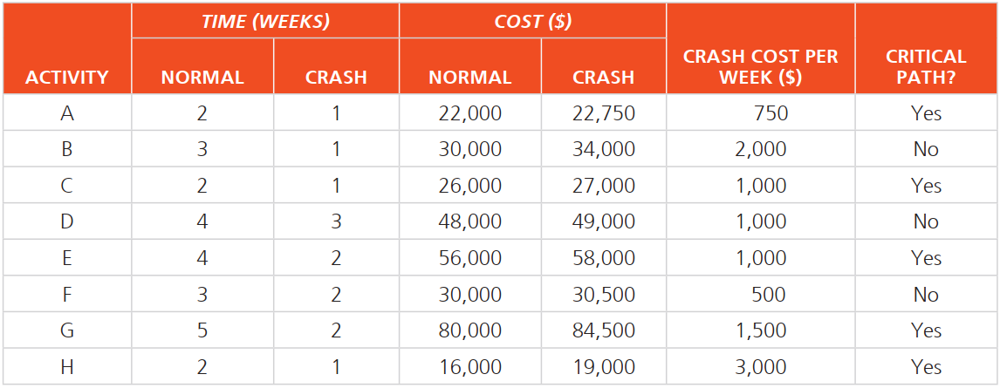 TIME (WEEKS) COST ($)
ACTIVITY NORMAL CRASH NORMAL CRASH CRASH COST PER WEEK ($) CRITICAL PATH?
A 2 1 22,000 22,750 750 Yes
B 3 1 30,000 34,000 2,000 No
C 2 1 26,000 27,000 1,000 Yes
D 4 3 48,000 49,000 1,000 No
E 4 2 56,000 58,000 1,000 Yes
F 3 2 30,000 30,500 500 No
G 5 2 80,000 84,500 1,500 Yes
H 2 1 16,000 19,000 3,000 Yes